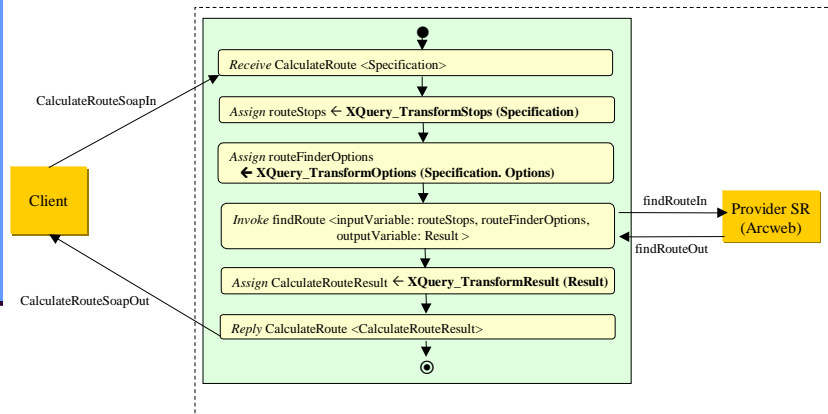 Receive CalculateRoute <Specification>
CalculateRouteSoapIn
Assign routeStops ← XQuery_TransformStops (Specification)
Assign routeFinderOptions
← XQuery_TransformOptions (Specification. Options)
Client
Invoke findRoute <inputVariable: routeStops, routeFinderOptions,
outputVariable: Result >
findRouteIn
Provider SR
(Arcweb)
findRouteOut
Assign CalculateRouteResult ← XQuery_TransformResult (Result)
CalculateRouteSoapOut
Reply CalculateRoute <CalculateRouteResult>